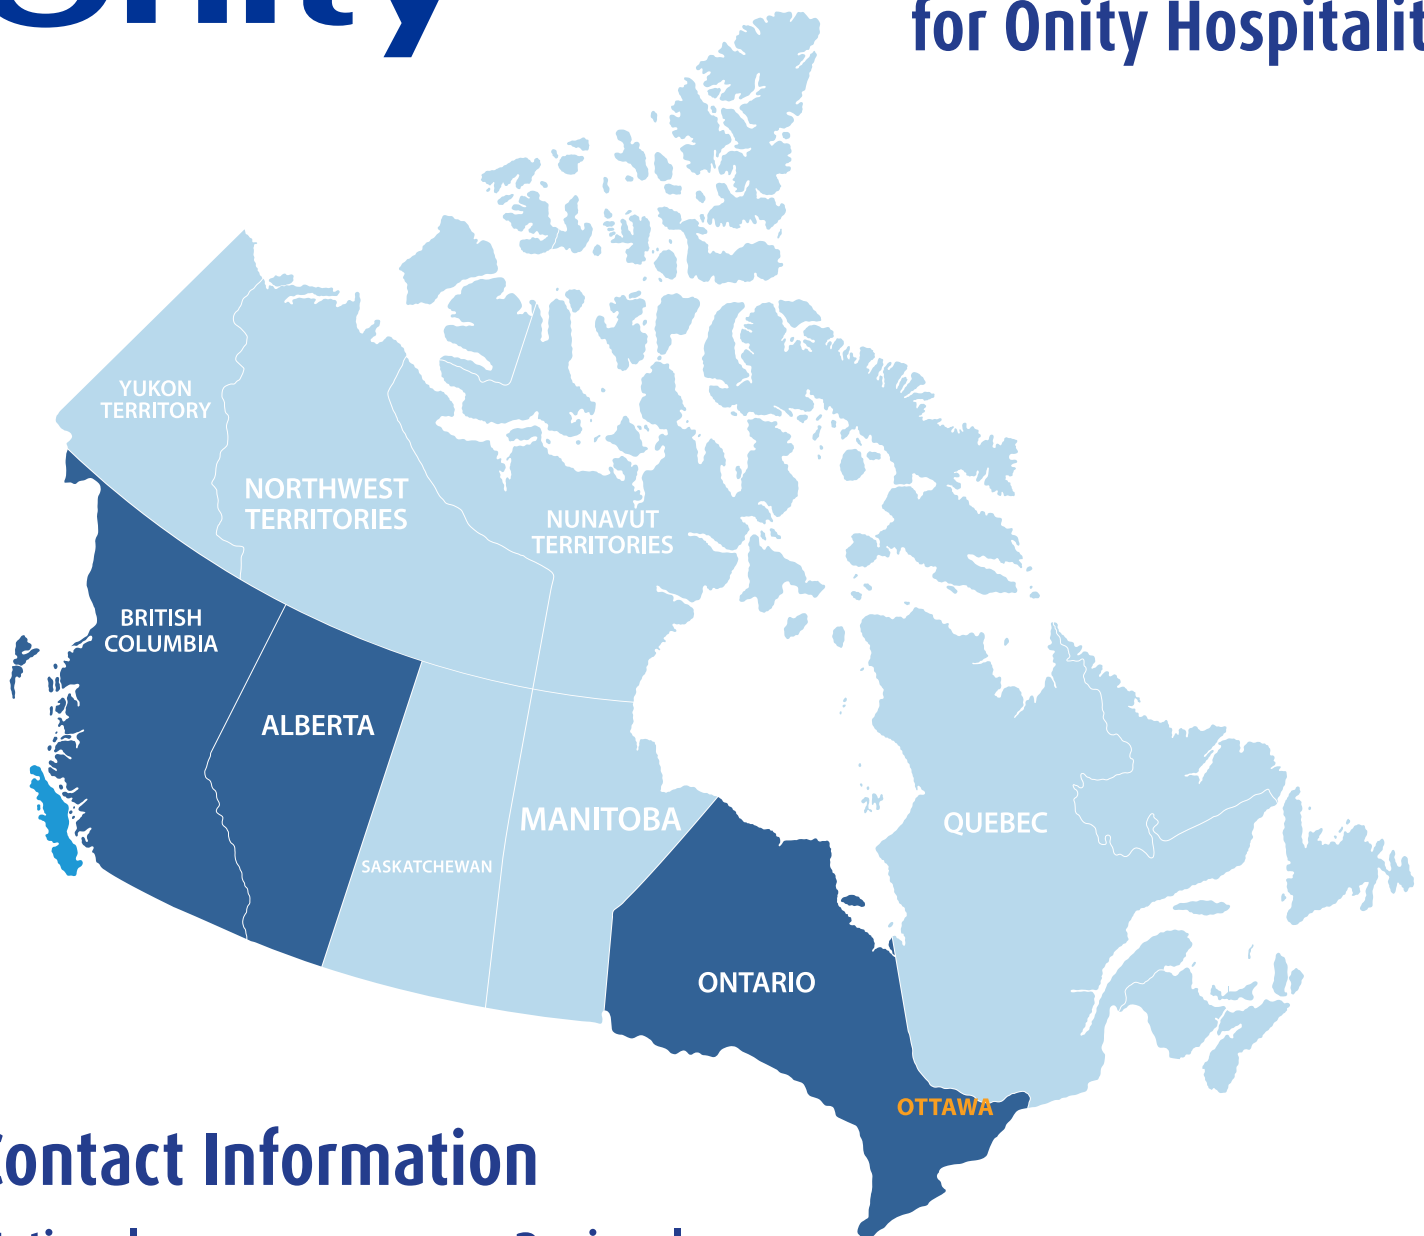 Onity
for Onity Hospitalit
YUKON
TERRITORY
NORTHWEST
TERRITORIES
NUNAVUT
TERRITORIES
BRITISH
COLUMBIA
ALBERTA
MANITOBA
QUEBEC
SASKATCHEWAN
ONTARIO
OTTAWA
Contact Information